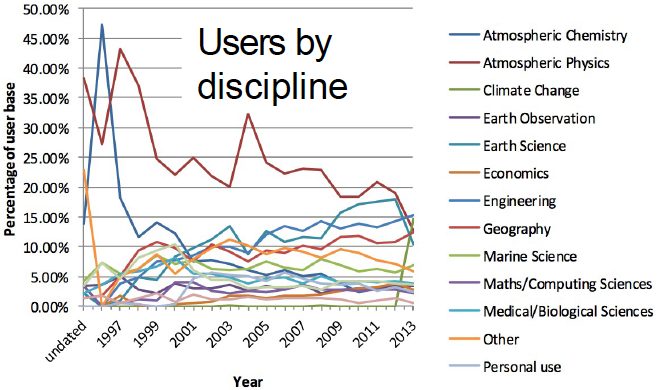 Users by
discipline
Percentage of user base
50.00%
45.00%
40.00%
35.00%
30.00%
25.00%
20.00%
15.00%
10.00%
5.00%
0.00%
undated
1997
1999
2001
2003
2005
2007
2009
2011
2013
Year
Atmospheric Chemistry
Atmospheric Physics
Climate Change
Earth Observation
Earth Science
Economics
Engineering
Geography
Marine Science
Maths/Computing Sciences
Medical/Biological Sciences
Other
Personal use